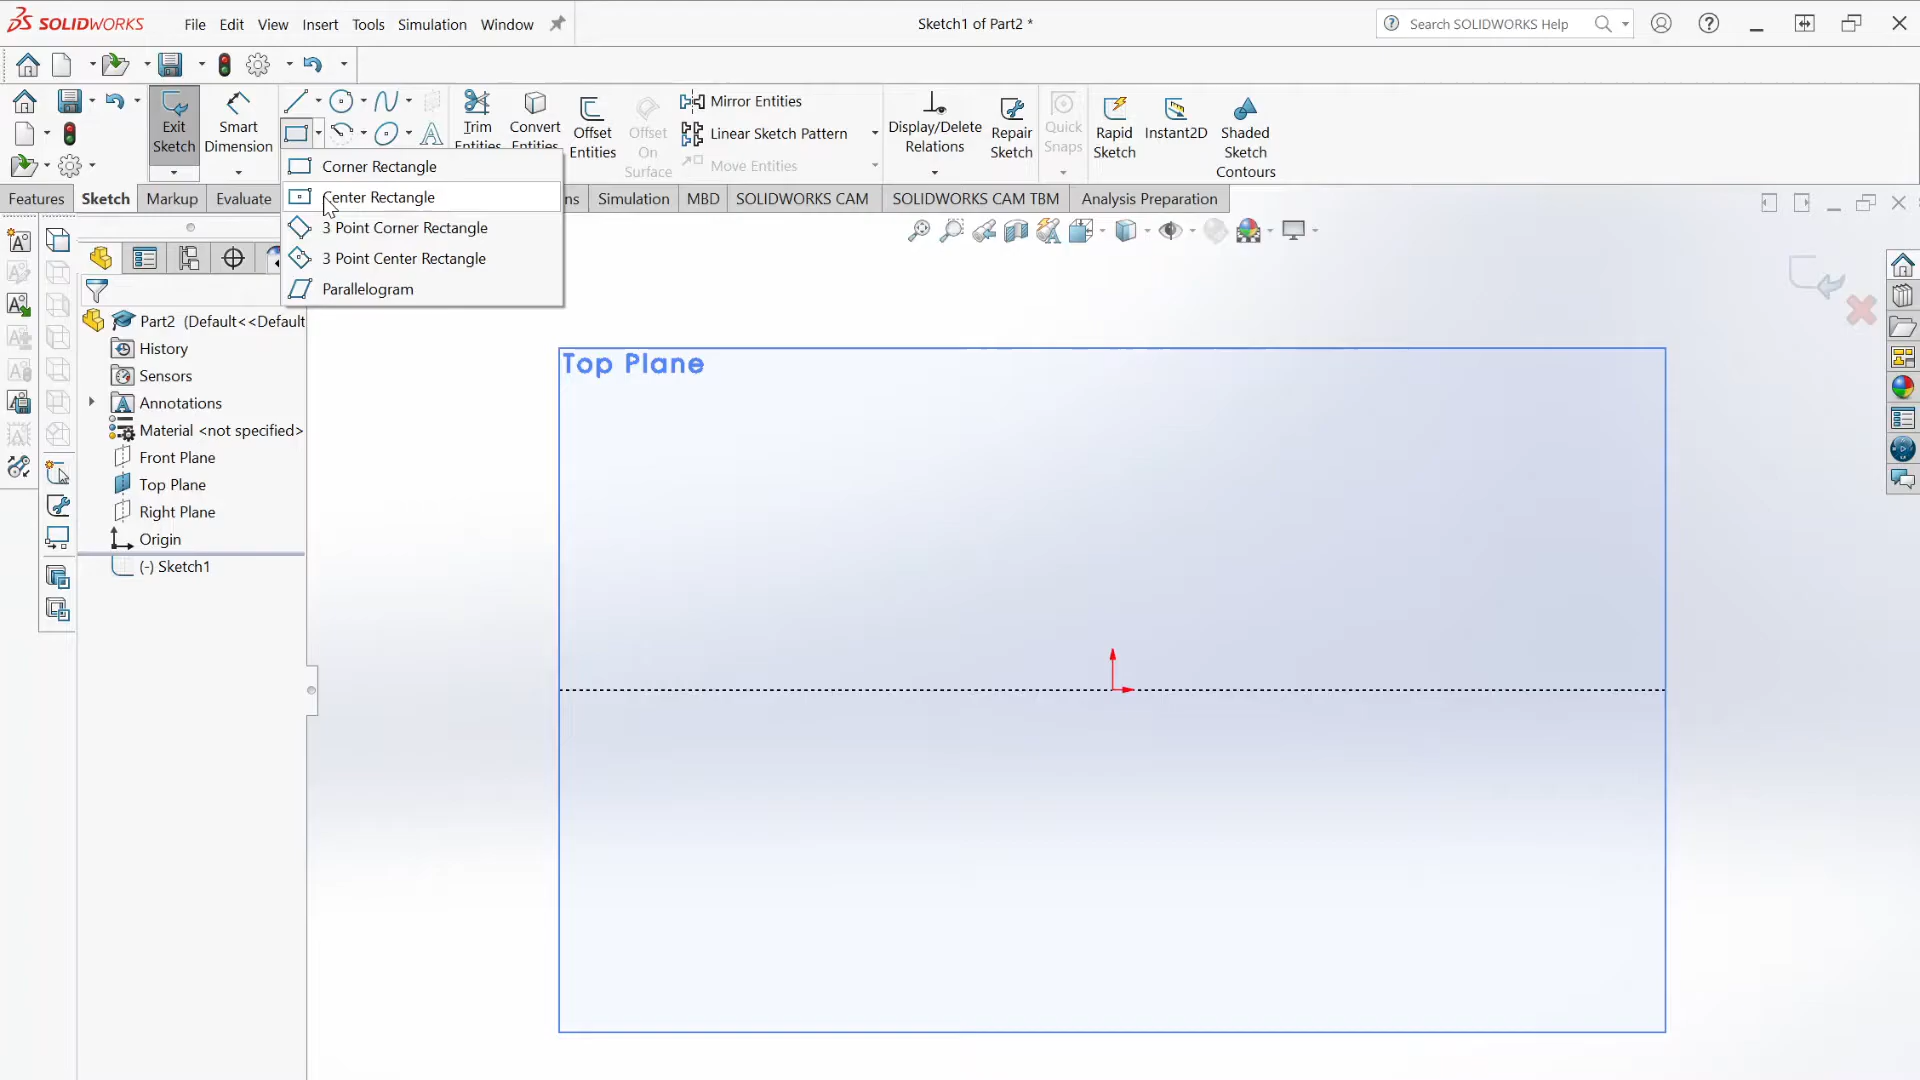 SOLIDWORKS File Edit View Insert Tools Simulation Window Sketch1 of Part2 * Search SOLIDWORKS Help
Exit Sketch
Smart Dimension
Trim Entities
Convert Entities
Offset Entities
Offset On Surface
Mirror Entities
Linear Sketch Pattern
Move Entities
Display/Delete Relations
Repair Sketch
Quick Snaps
Rapid Sketch
Instant2D
Shaded Sketch Contours
Corner Rectangle
Center Rectangle
3 Point Corner Rectangle
3 Point Center Rectangle
Parallelogram
Features Sketch Markup Evaluate ns Simulation MBD SOLIDWORKS CAM SOLIDWORKS CAM TBM Analysis Preparation
Part2 (Default<<Default
History
Sensors
Annotations
Material <not specified>
Front Plane
Top Plane
Right Plane
Origin
(-) Sketch1
Top Plane